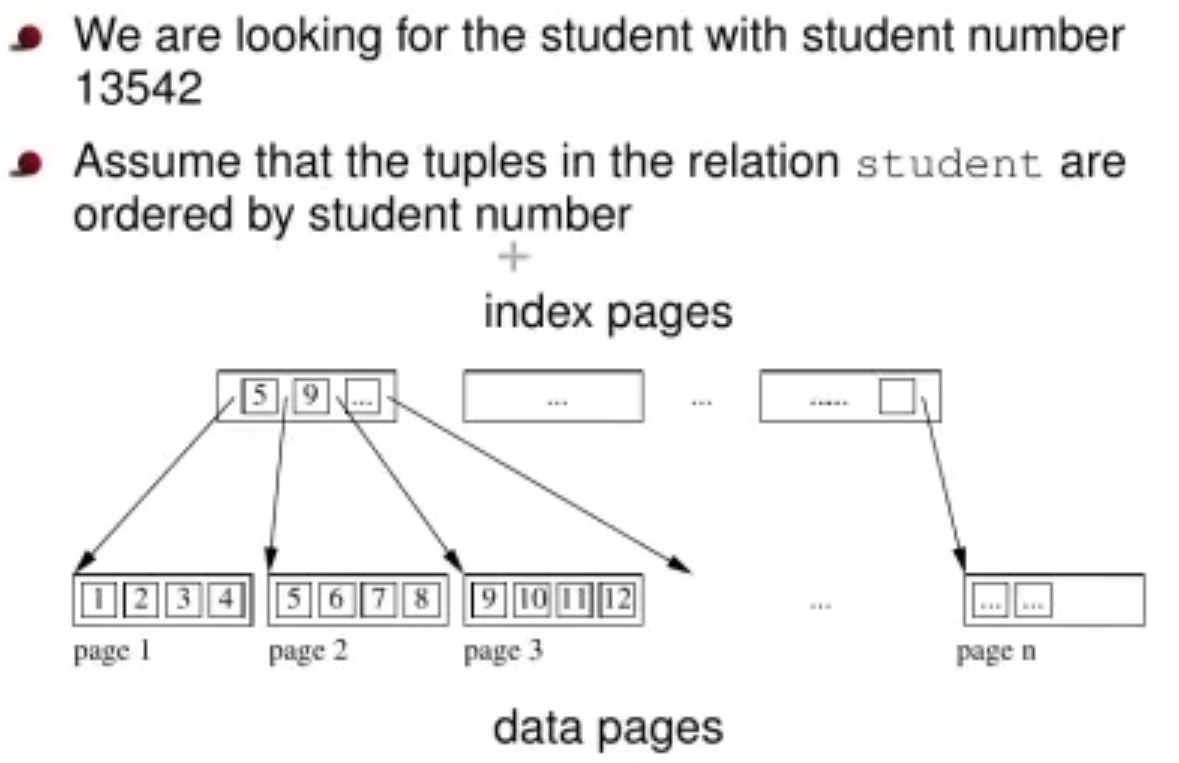 We are looking for the student with student number
13542
Assume that the tuples in the relation student are
ordered by student number
index pages
5 9 ... ... ... ......
1 2 3 4 5 6 7 8 9 10 11 12 ... ... ...
page 1 page 2 page 3 page n
data pages